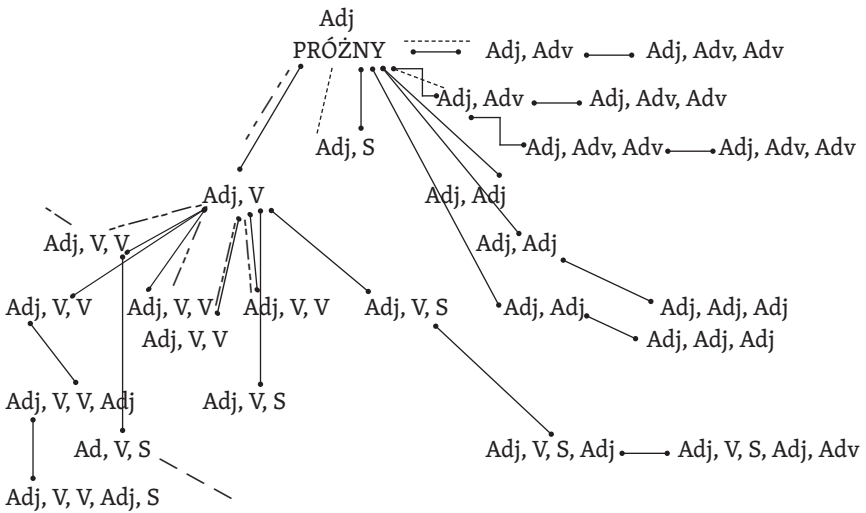 Adj
PRÓŻNY
Adj, Adv
Adj, Adv, Adv
Adj, Adv
Adj, Adv, Adv
Adj, S
Adj, Adv, Adv
Adj, Adv, Adv
Adj, V
Adj, Adj
Adj, V, V
Adj, Adj
Adj, V, V
Adj, V, V
Adj, V, V
Adj, V, S
Adj, Adj
Adj, Adj, Adj
Adj, V, V
Adj, Adj, Adj
Adj, V, V, Adj
Adj, V, S
Ad, V, S
Adj, V, S, Adj
Adj, V, S, Adj, Adv
Adj, V, V, Adj, S